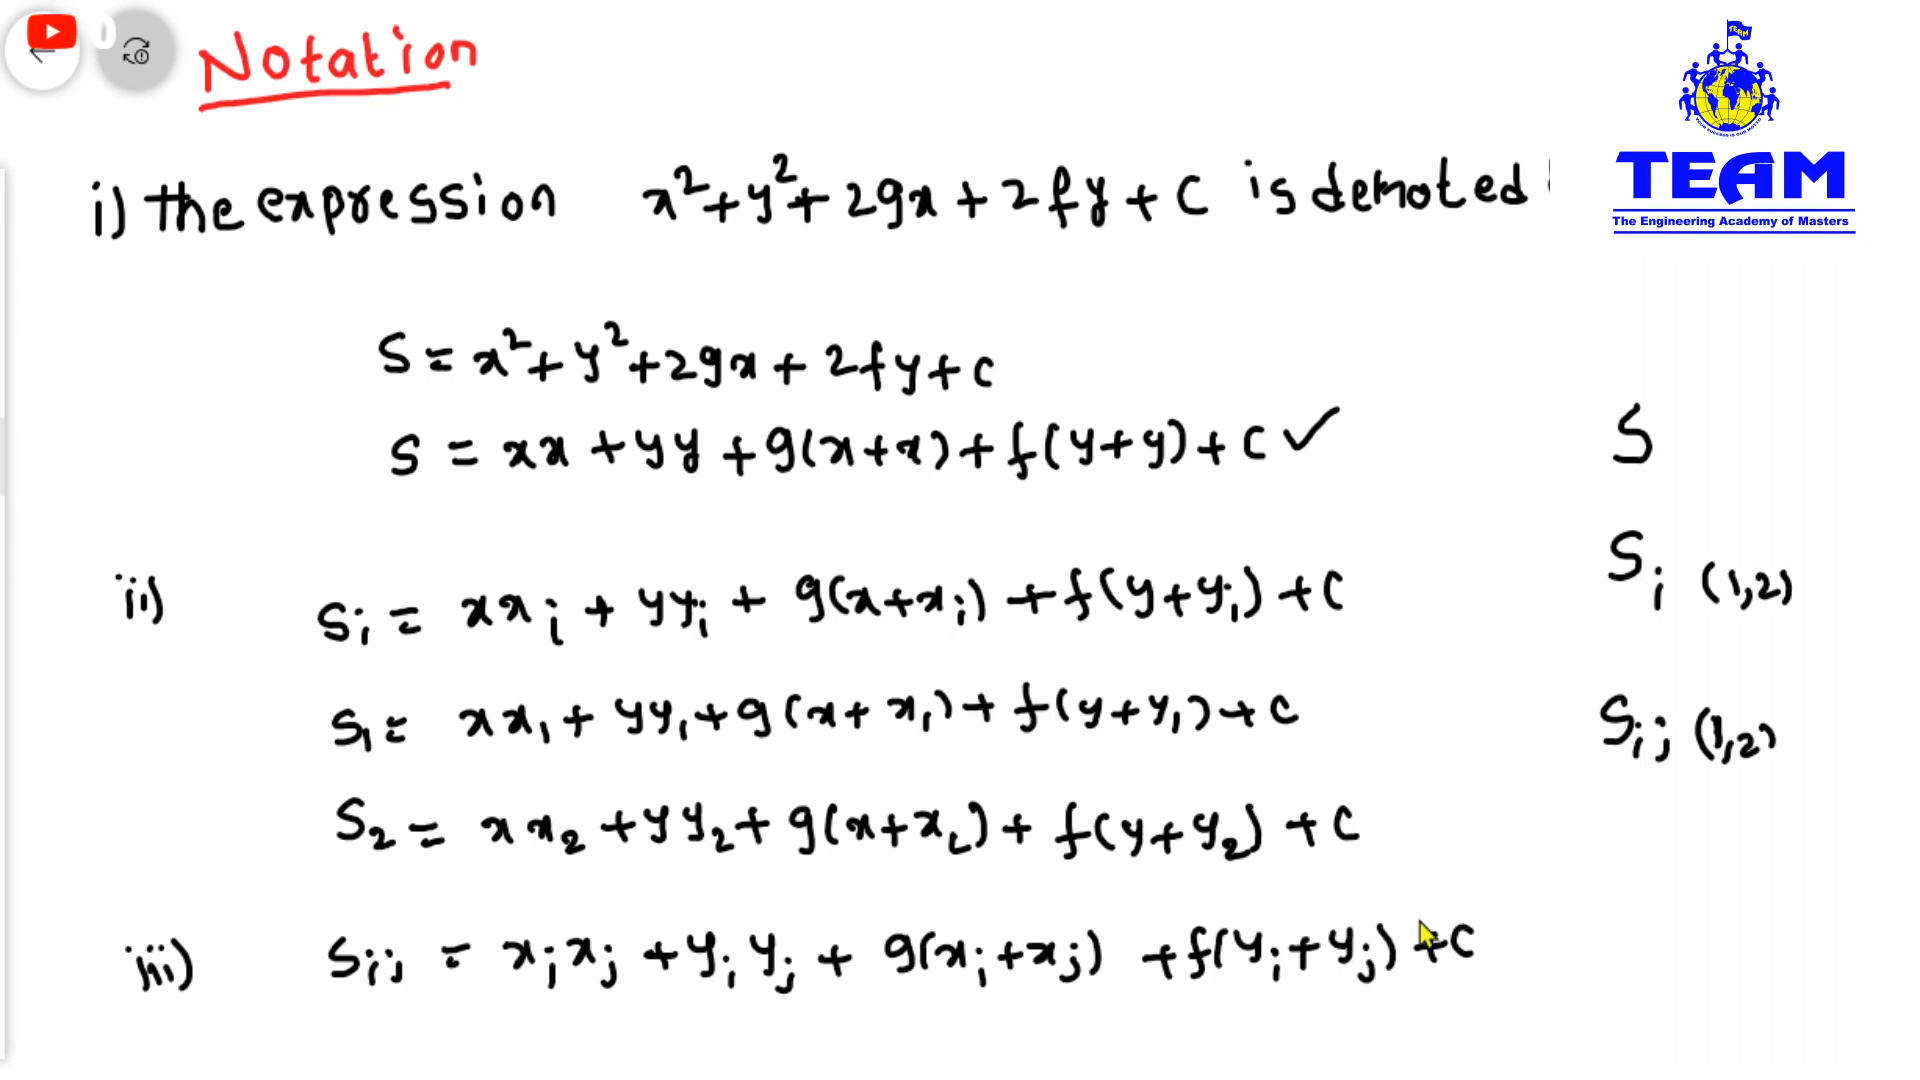 Notation
TEAM
The Engineering Academy of Masters
i) the expression x²+y²+2gx+2fy+c is denoted
S = x²+y²+2gx+2fy+c
S = xx+yy+g(x+x)+f(y+y)+c ✓
S
ii) Sᵢ = xxᵢ+yyᵢ+g(x+xᵢ)+f(y+yᵢ)+c
Sᵢ (1,2)
S₁ = xx₁+yy₁+g(x+x₁)+f(y+y₁)+c
Sᵢⱼ (1,2)
S₂ = xx₂+yy₂+g(x+x₂)+f(y+y₂)+c
iii) Sᵢⱼ = xᵢxⱼ+yᵢyⱼ+g(xᵢ+xⱼ)+f(yᵢ+yⱼ)+c